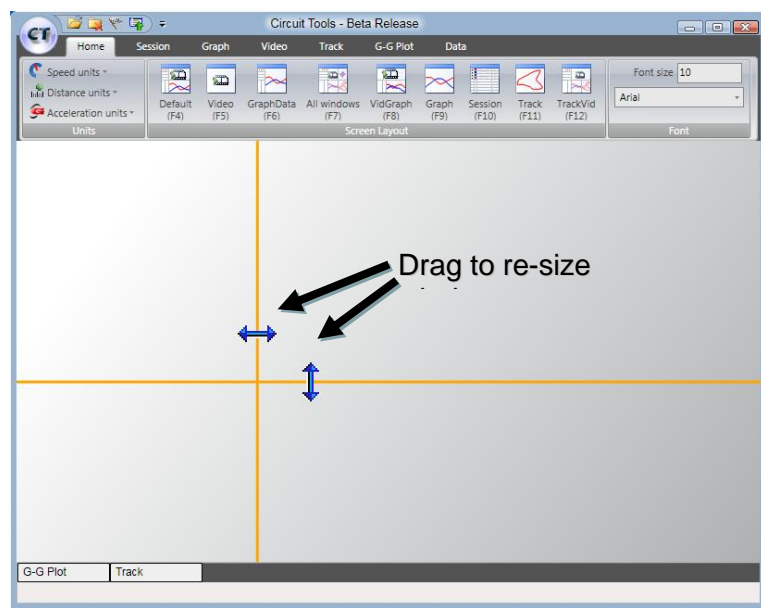 CT
Circuit Tools - Beta Release
Home Session Graph Video Track G-G Plot Data
Speed units
Distance units
Acceleration units
Units
Default (F4)
Video (F5)
GraphData (F6)
All windows (F7)
VidGraph (F8)
Graph (F9)
Session (F10)
Track (F11)
TrackVid (F12)
Screen Layout
Font size 10
Arial
Font
Drag to re-size
G-G Plot Track